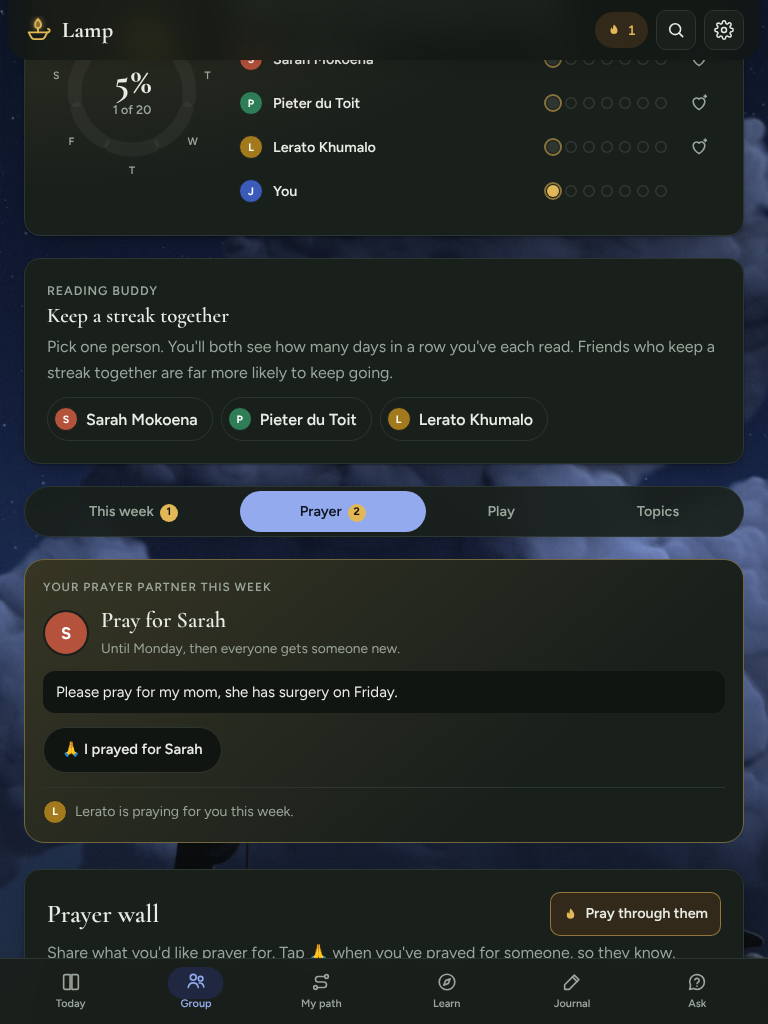 Lamp
1
S
T
F
W
T
5%
1 of 20
Sarah Mokoena
P Pieter du Toit
L Lerato Khumalo
J You
READING BUDDY
Keep a streak together
Pick one person. You'll both see how many days in a row you've each read. Friends who keep a
streak together are far more likely to keep going.
S Sarah Mokoena
P Pieter du Toit
L Lerato Khumalo
This week 1
Prayer 2
Play
Topics
YOUR PRAYER PARTNER THIS WEEK
S
Pray for Sarah
Until Monday, then everyone gets someone new.
Please pray for my mom, she has surgery on Friday.
🙏 I prayed for Sarah
L Lerato is praying for you this week.
Prayer wall
Pray through them
Share what you'd like prayer for. Tap 🙏 when you've prayed for someone, so they know.
Today
Group
My path
Learn
Journal
Ask